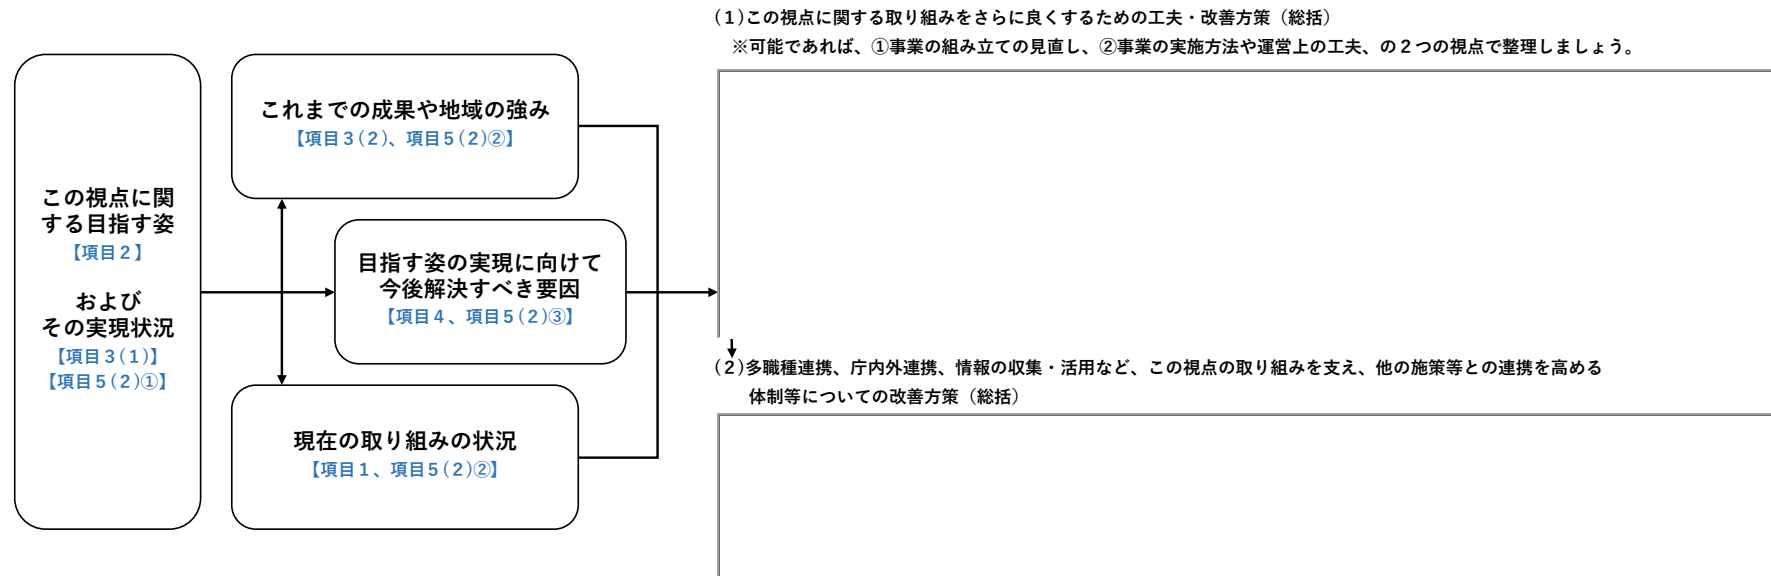 この視点に関
する目指す姿
【項目２】
および
その実現状況
【項目３(１)】
【項目５(２)①】
これまでの成果や地域の強み
【項目３(２)、項目５(２)②】
目指す姿の実現に向けて
今後解決すべき要因
【項目４、項目５(２)③】
現在の取り組みの状況
【項目１、項目５(２)②】
(１)この視点に関する取り組みをさらに良くするための工夫・改善方策（総括）
※可能であれば、①事業の組み立ての見直し、②事業の実施方法や運営上の工夫、の２つの視点で整理しましょう。
(２)多職種連携、庁内外連携、情報の収集・活用など、この視点の取り組みを支え、他の施策等との連携を高める
体制等についての改善方策（総括）